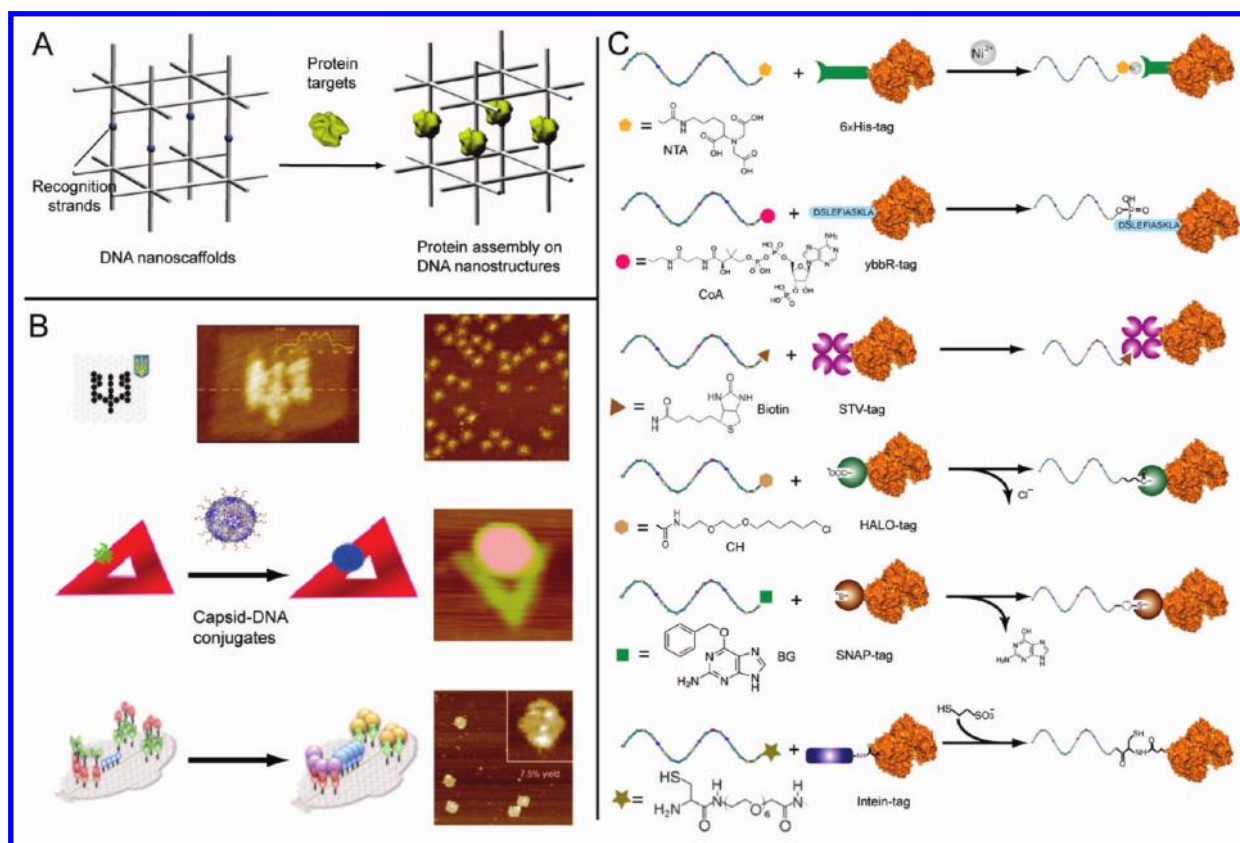 A
Protein
targets
Recognition
strands
DNA nanoscaffolds
Protein assembly on
DNA nanostructures
B
Capsid-DNA
conjugates
7.5% yield
C
+
Ni2+
=
NTA
6xHis-tag
+
DSLEFIASKLA
DSLEFIASKLA
=
CoA
ybbR-tag
+
=
Biotin
STV-tag
+
Cl⁻
=
CH
HALO-tag
+
=
BG
SNAP-tag
+
HS
SO3⁻
=
Intein-tag